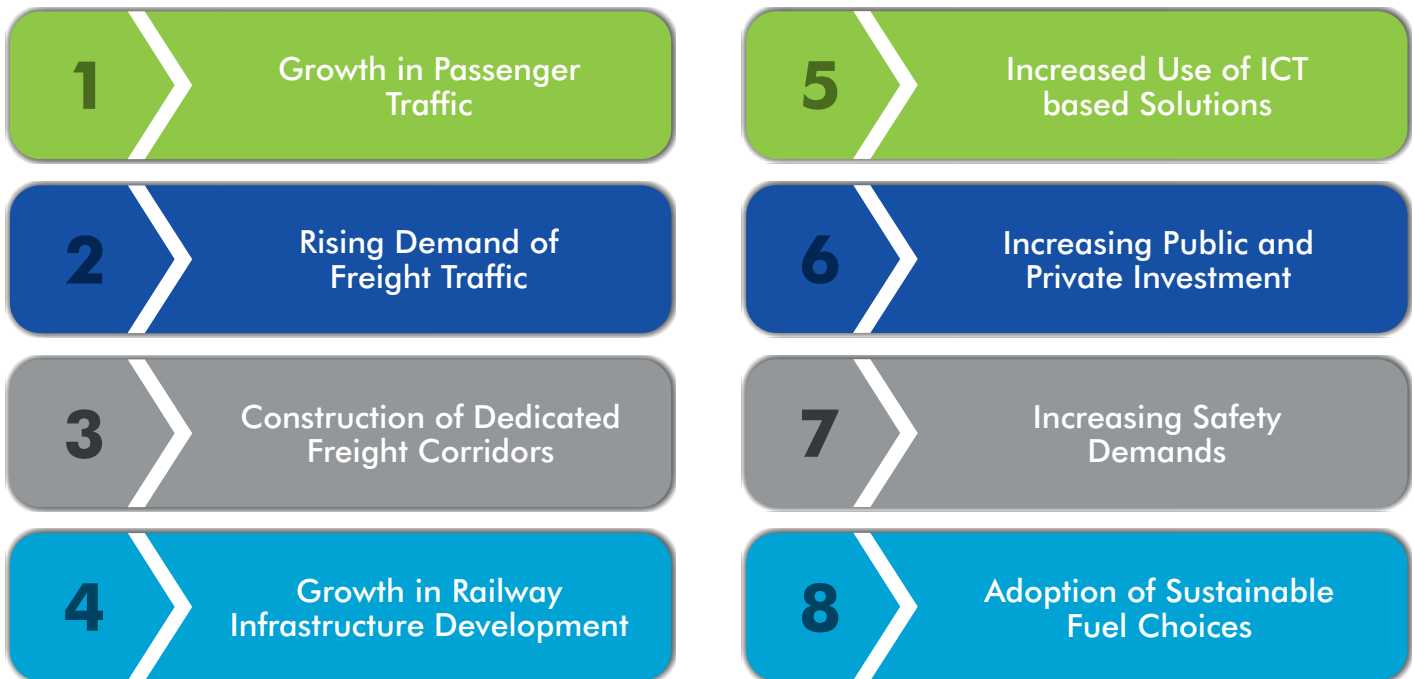 1
Growth in Passenger
Traffic
2
Rising Demand of
Freight Traffic
3
Construction of Dedicated
Freight Corridors
4
Growth in Railway
Infrastructure Development
5
Increased Use of ICT
based Solutions
6
Increasing Public and
Private Investment
7
Increasing Safety
Demands
8
Adoption of Sustainable
Fuel Choices